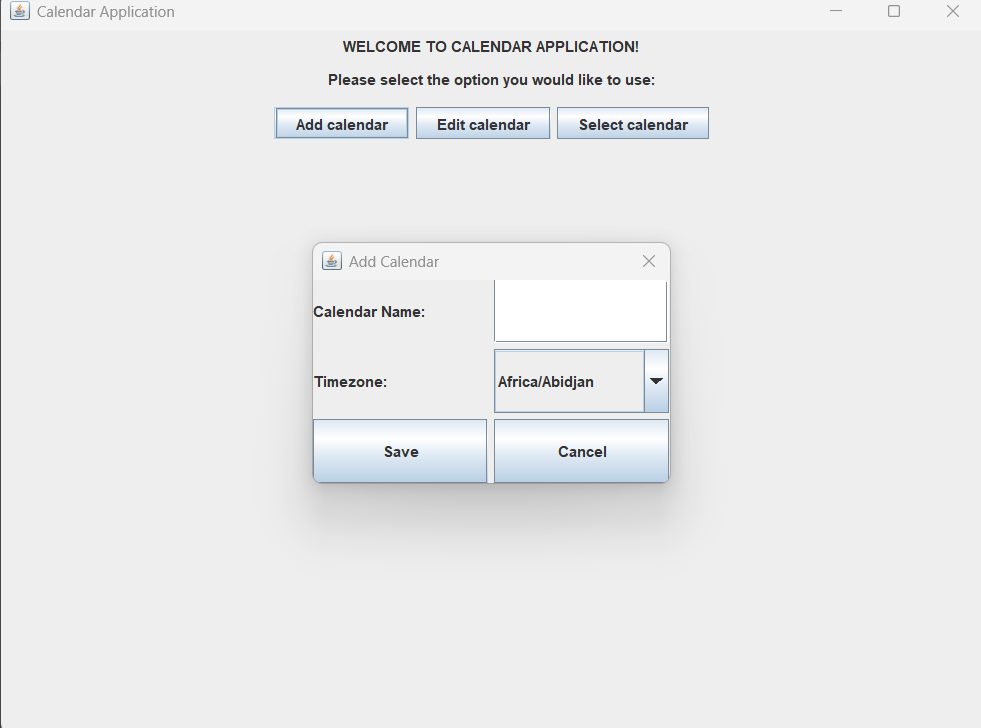 Calendar Application
WELCOME TO CALENDAR APPLICATION!
Please select the option you would like to use:
Add calendar Edit calendar Select calendar
Add Calendar
Calendar Name:
Timezone: Africa/Abidjan
Save Cancel